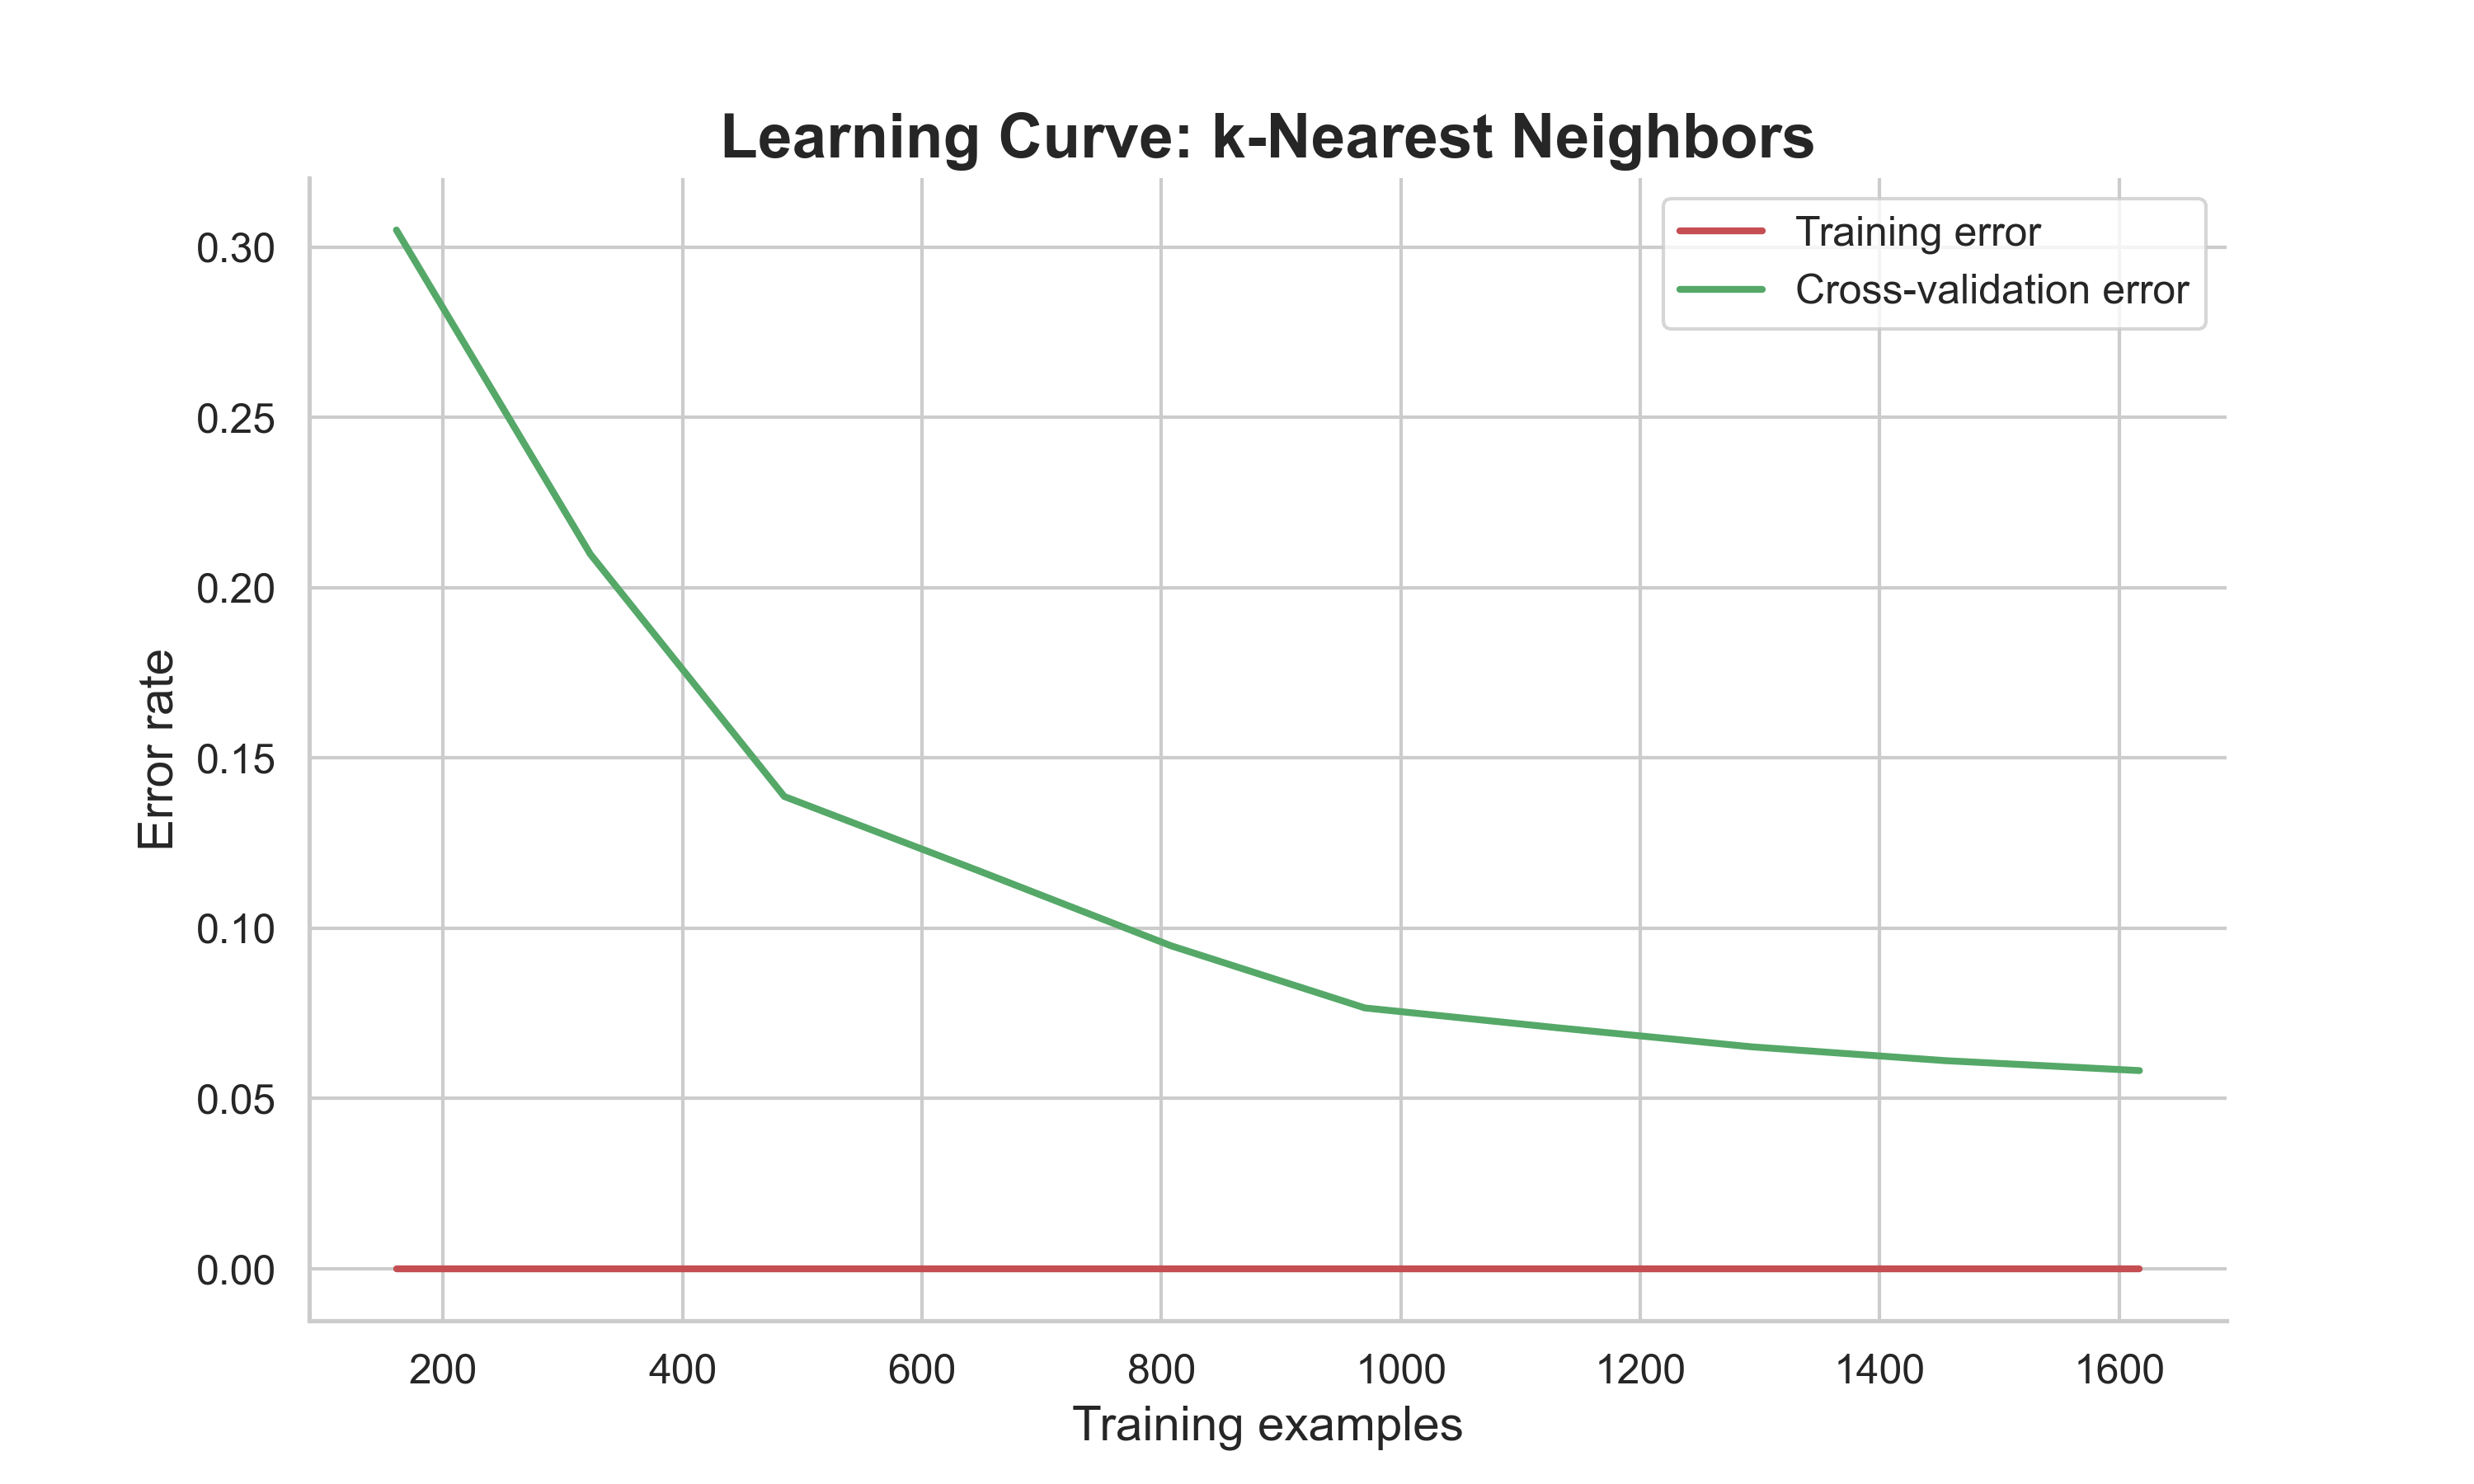 Learning Curve: k-Nearest Neighbors
Training error
Cross-validation error
0.30
0.25
0.20
0.15
0.10
0.05
0.00
Error rate
200 400 600 800 1000 1200 1400 1600
Training examples